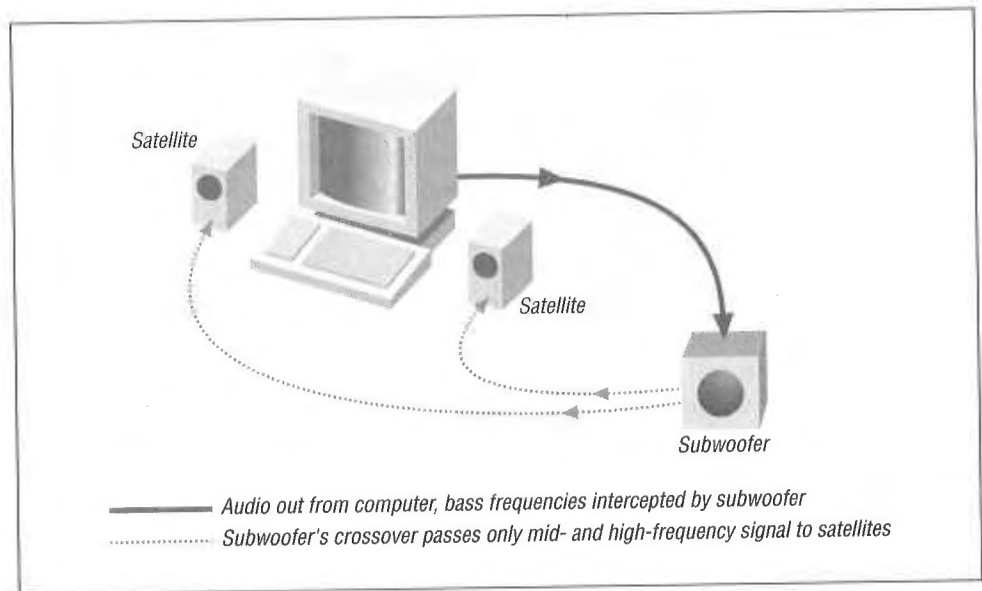 Satellite
Satellite
Subwoofer
Audio out from computer, bass frequencies intercepted by subwoofer
Subwoofer's crossover passes only mid- and high-frequency signal to satellites